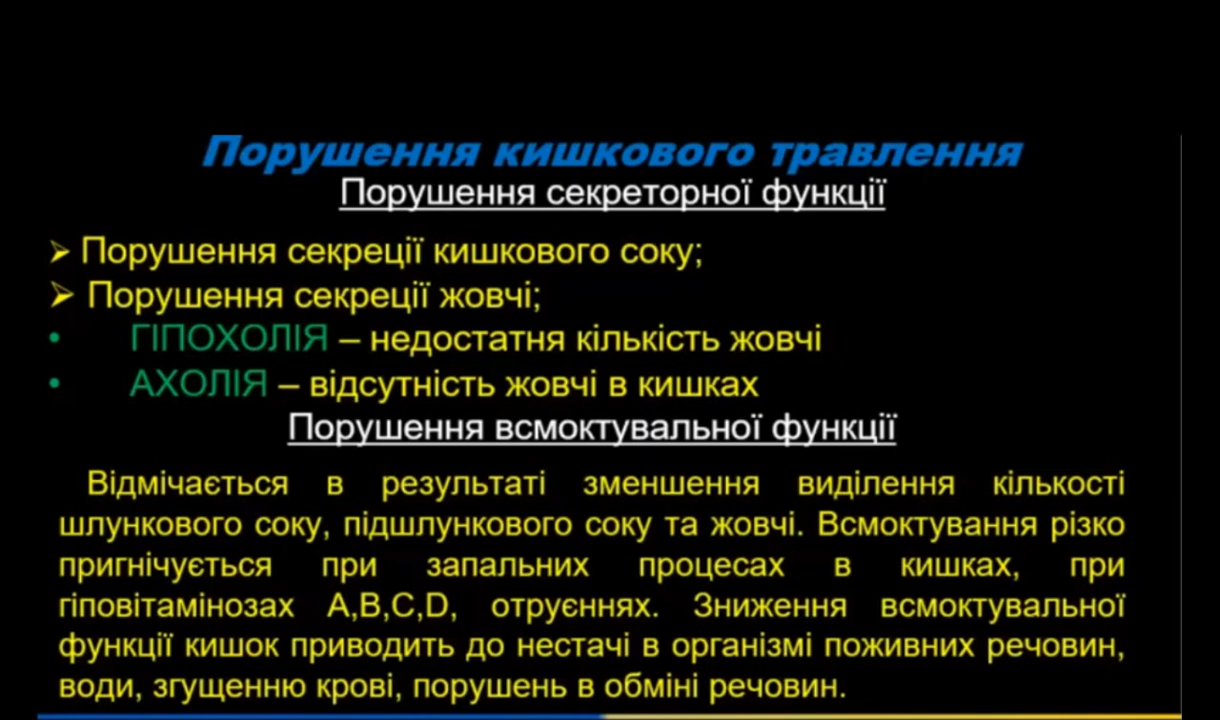 Порушення кишкового травлення
Порушення секреторної функції
➢ Порушення секреції кишкового соку;
➢ Порушення секреції жовчі;
• ГІПОХОЛІЯ – недостатня кількість жовчі
• АХОЛІЯ – відсутність жовчі в кишках
Порушення всмоктувальної функції
Відмічається в результаті зменшення виділення кількості
шлункового соку, підшлункового соку та жовчі. Всмоктування різко
пригнічується при запальних процесах в кишках, при
гіповітамінозах А,В,С,D, отруєннях. Зниження всмоктувальної
функції кишок приводить до нестачі в організмі поживних речовин,
води, згущенню крові, порушень в обміні речовин.